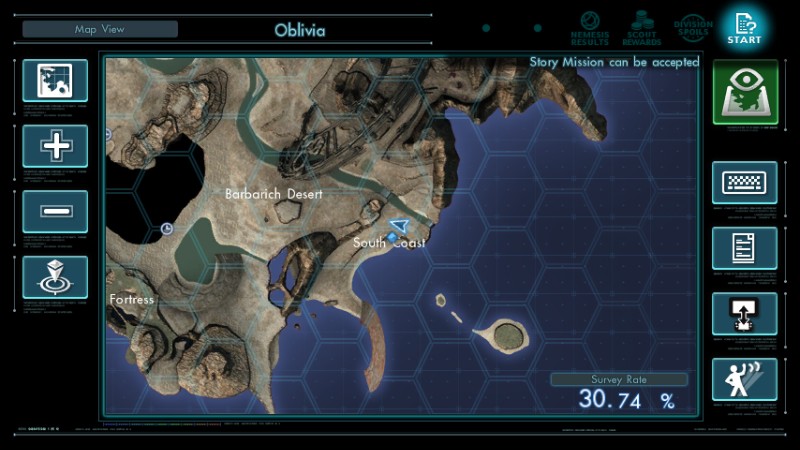 Map View
Oblivia
NEMESIS
RESULTS
SCOUT
REWARDS
DIVISION
SPOILS
START
Story Mission can be accepted
Barbarich Desert
South Coast
Fortress
Survey Rate
30.74 %